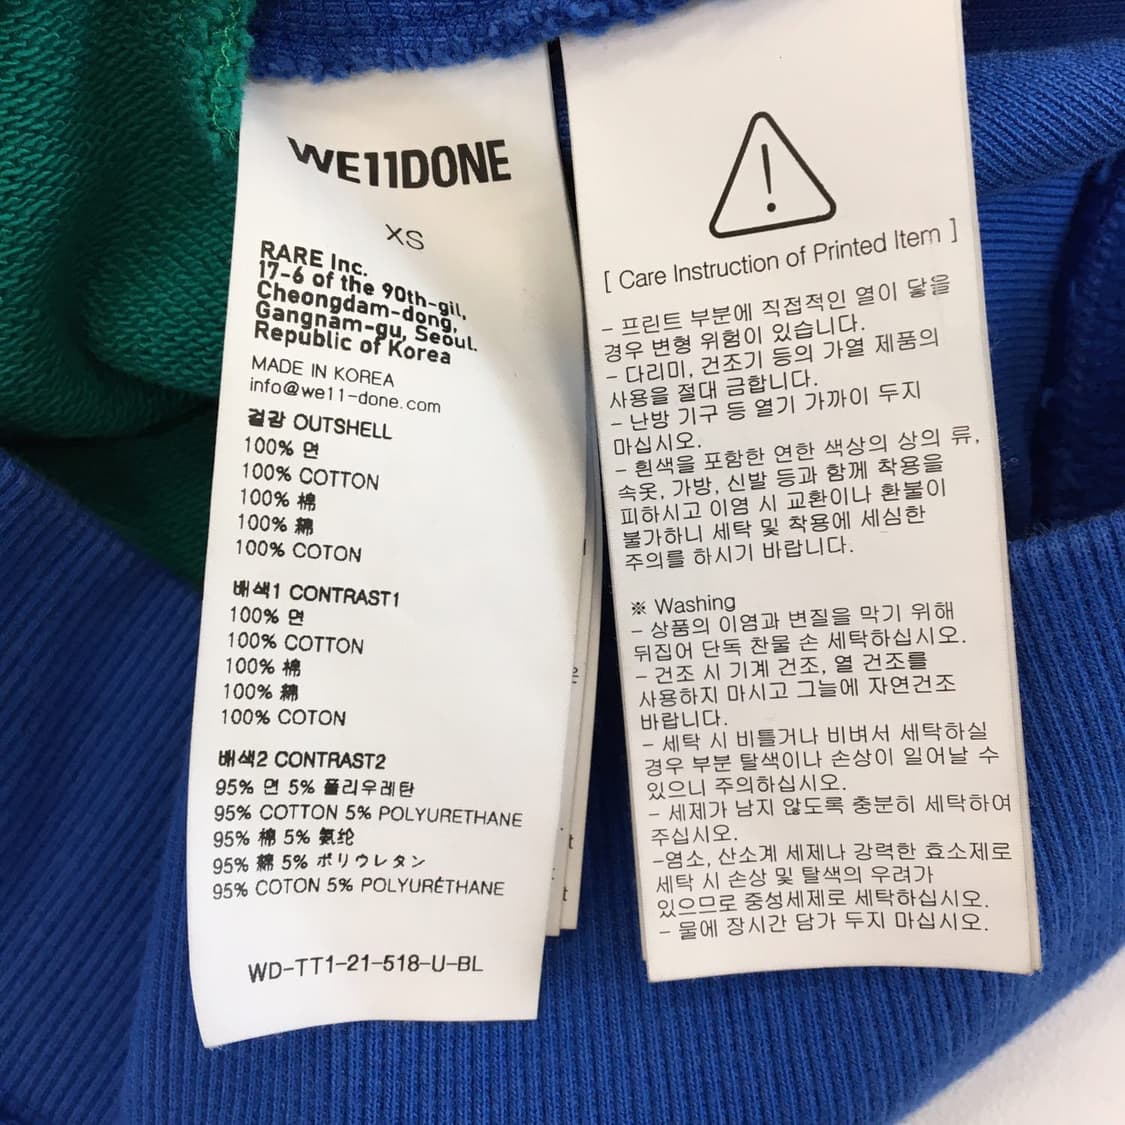 WE11DONE
XS
RARE Inc.
17-6 of the 90th-gil,
Cheongdam-dong,
Gangnam-gu, Seoul.
Republic of Korea
MADE IN KOREA
info@we11-done.com
겉감 OUTSHELL
100% 면
100% COTTON
100% 棉
100% 綿
100% COTON
배색1 CONTRAST1
100% 면
100% COTTON
100% 棉
100% 綿
100% COTON
배색2 CONTRAST2
95% 면 5% 폴리우레탄
95% COTTON 5% POLYURETHANE
95% 棉 5% 氨纶
95% 綿 5% ポリウレタン
95% COTON 5% POLYURÉTHANE
WD-TT1-21-518-U-BL
[ Care Instruction of Printed Item ]
- 프린트 부분에 직접적인 열이 닿을
경우 변형 위험이 있습니다.
- 다리미, 건조기 등의 가열 제품의
사용을 절대 금합니다.
- 난방 기구 등 열기 가까이 두지
마십시오.
- 흰색을 포함한 연한 색상의 상의 류,
속옷, 가방, 신발 등과 함께 착용을
피하시고 이염 시 교환이나 환불이
불가하니 세탁 및 착용에 세심한
주의를 하시기 바랍니다.
※ Washing
- 상품의 이염과 변질을 막기 위해
뒤집어 단독 찬물 손 세탁하십시오.
- 건조 시 기계 건조, 열 건조를
사용하지 마시고 그늘에 자연건조
바랍니다.
- 세탁 시 비틀거나 비벼서 세탁하실
경우 부분 탈색이나 손상이 일어날 수
있으니 주의하십시오.
- 세제가 남지 않도록 충분히 세탁하여
주십시오.
-염소, 산소계 세제나 강력한 효소제로
세탁 시 손상 및 탈색의 우려가
있으므로 중성세제로 세탁하십시오.
- 물에 장시간 담가 두지 마십시오.